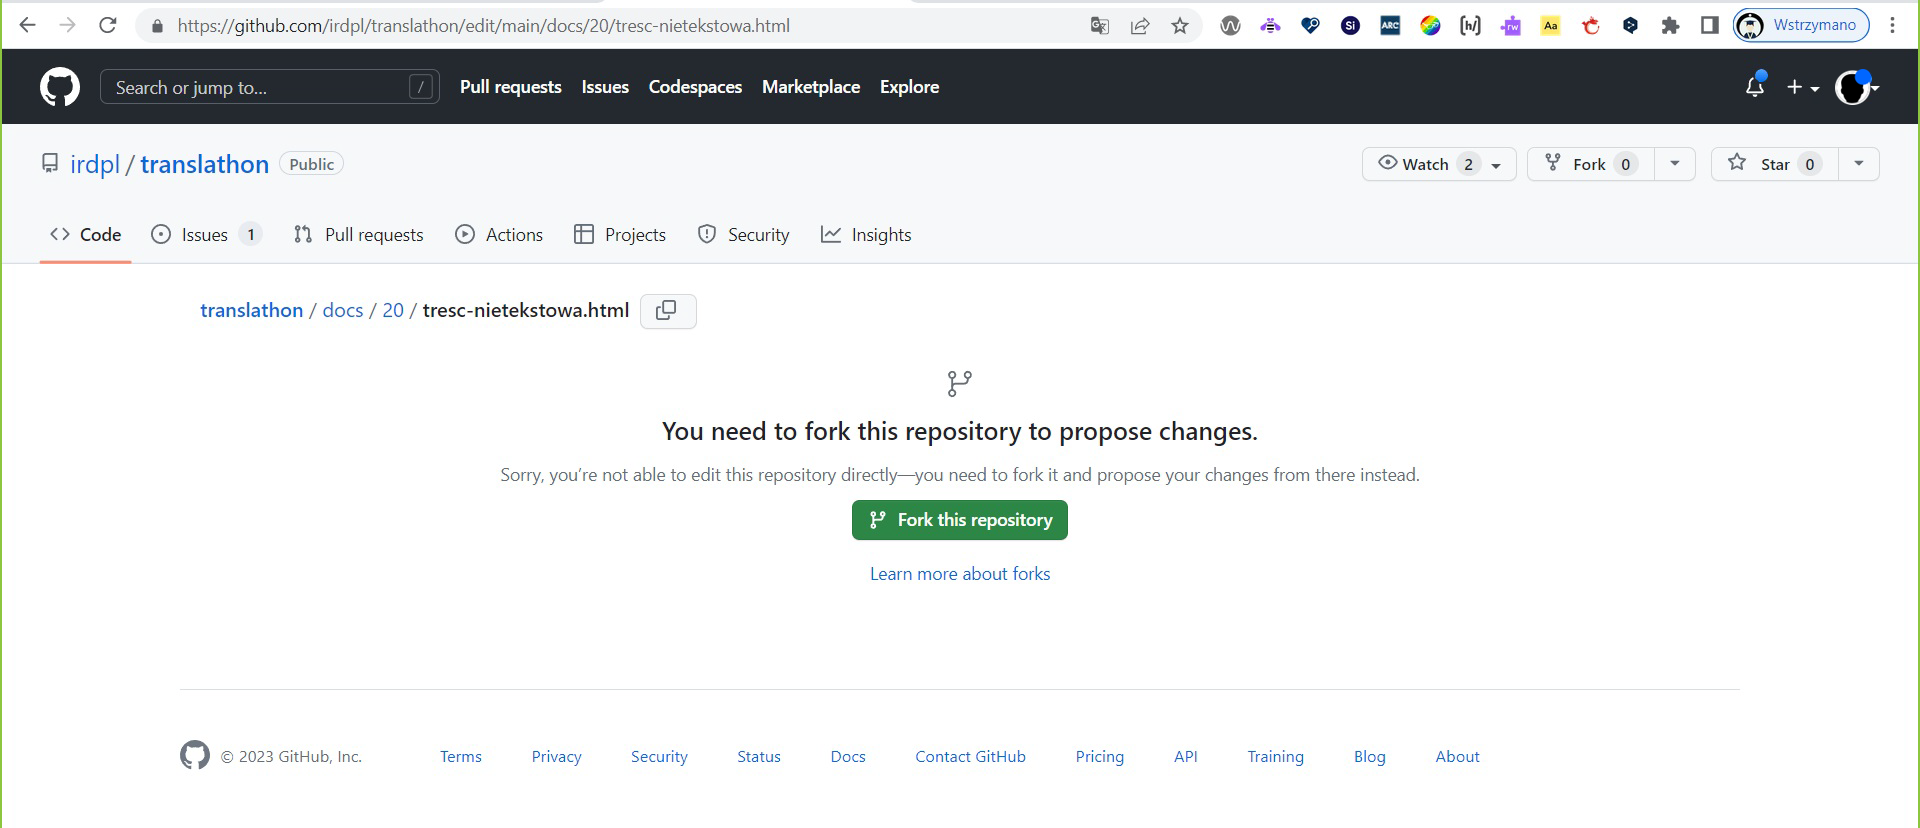 https://github.com/irdpl/translathon/edit/main/docs/20/tresc-nietekstowa.html
Si ARC [h/] rw Aa Wstrzymano
Search or jump to... / Pull requests Issues Codespaces Marketplace Explore
irdpl / translathon Public Watch 2 Fork 0 Star 0
Code Issues 1 Pull requests Actions Projects Security Insights
translathon / docs / 20 / tresc-nietekstowa.html
You need to fork this repository to propose changes.
Sorry, you’re not able to edit this repository directly—you need to fork it and propose your changes from there instead.
Fork this repository
Learn more about forks
© 2023 GitHub, Inc. Terms Privacy Security Status Docs Contact GitHub Pricing API Training Blog About